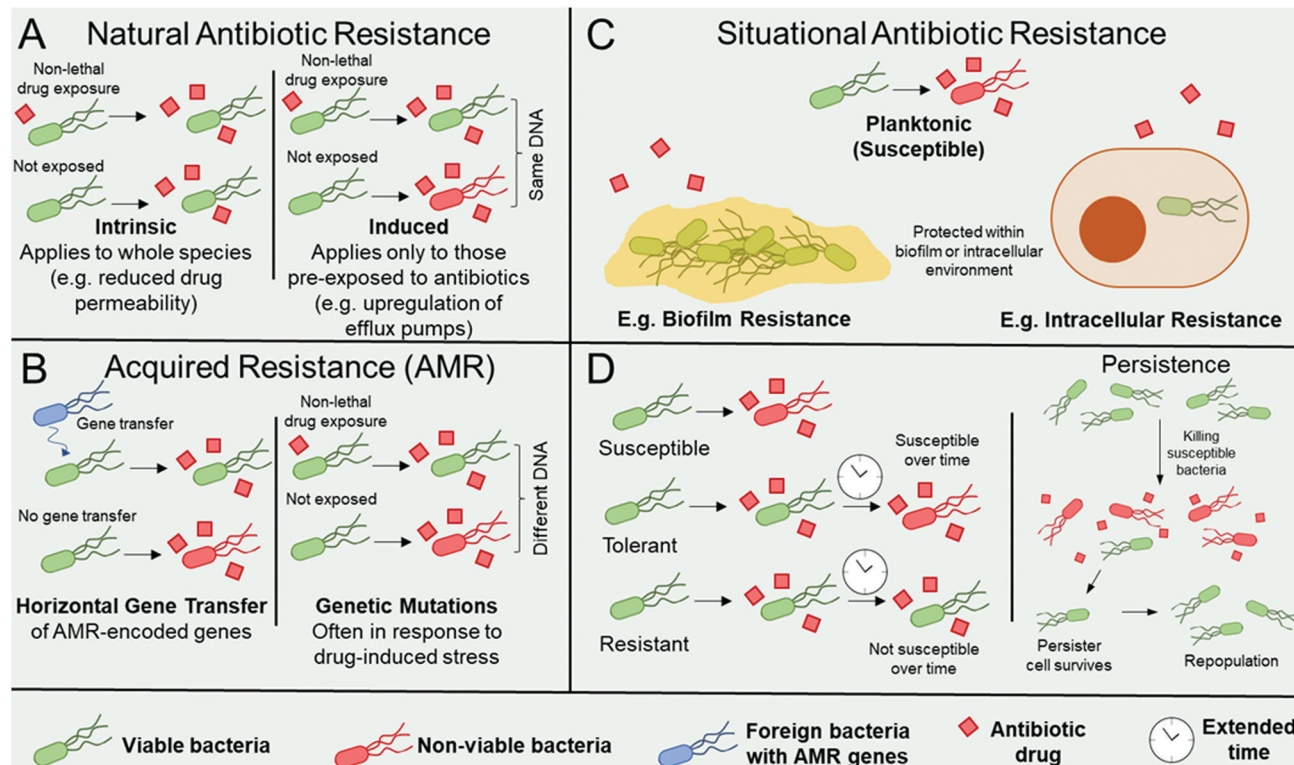 A
Natural Antibiotic Resistance
Non-lethal
drug exposure
Not exposed
Intrinsic
Applies to whole species
(e.g. reduced drug
permeability)
Non-lethal
drug exposure
Not exposed
Same DNA
Induced
Applies only to those
pre-exposed to antibiotics
(e.g. upregulation of
efflux pumps)
C
Situational Antibiotic Resistance
Planktonic
(Susceptible)
Protected within
biofilm or intracellular
environment
E.g. Biofilm Resistance
E.g. Intracellular Resistance
B
Acquired Resistance (AMR)
Gene transfer
No gene transfer
Horizontal Gene Transfer
of AMR-encoded genes
Non-lethal
drug exposure
Not exposed
Different DNA
Genetic Mutations
Often in response to
drug-induced stress
D
Susceptible
Tolerant
Susceptible
over time
Resistant
Not susceptible
over time
Persistence
Killing
susceptible
bacteria
Persister
cell survives
Repopulation
Viable bacteria
Non-viable bacteria
Foreign bacteria
with AMR genes
Antibiotic
drug
Extended
time